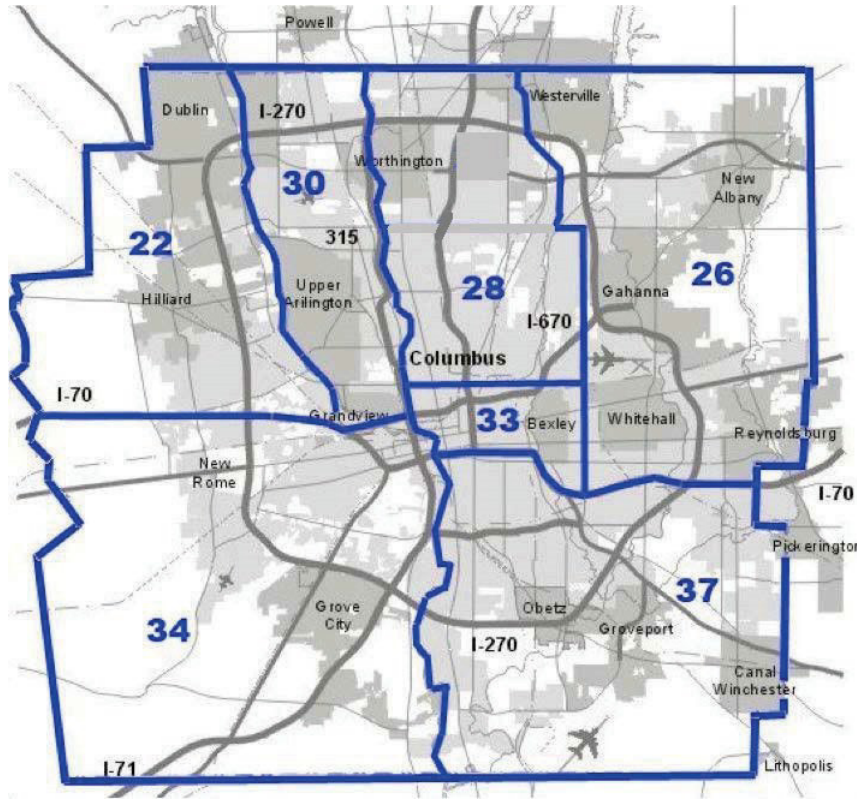 Powell
Dublin
I-270
Westerville
Worthington
30
New
Albany
22
315
28
26
Upper
Arilington
Gahanna
Hilliard
I-670
Columbus
I-70
Grandview
33
Bexley
Whitehall
Reynoldsburg
New
Rome
I-70
Pickerington
34
Grove
City
Obetz
37
Groveport
I-270
Canal
Winchester
I-71
Lithopolis